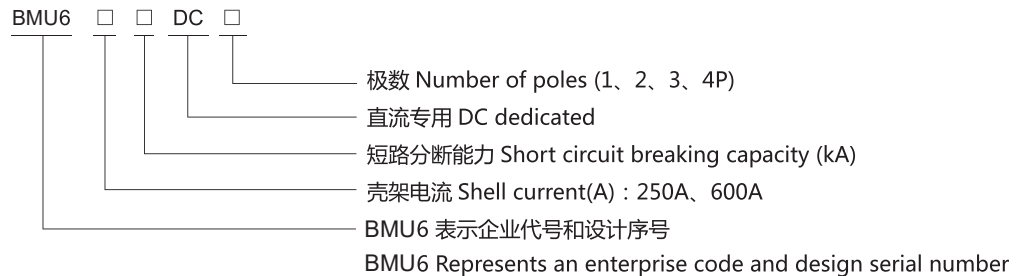 BMU6 □ □ DC □
极数 Number of poles (1、2、3、4P)
直流专用 DC dedicated
短路分断能力 Short circuit breaking capacity (kA)
壳架电流 Shell current(A)：250A、600A
BMU6 表示企业代号和设计序号
BMU6 Represents an enterprise code and design serial number